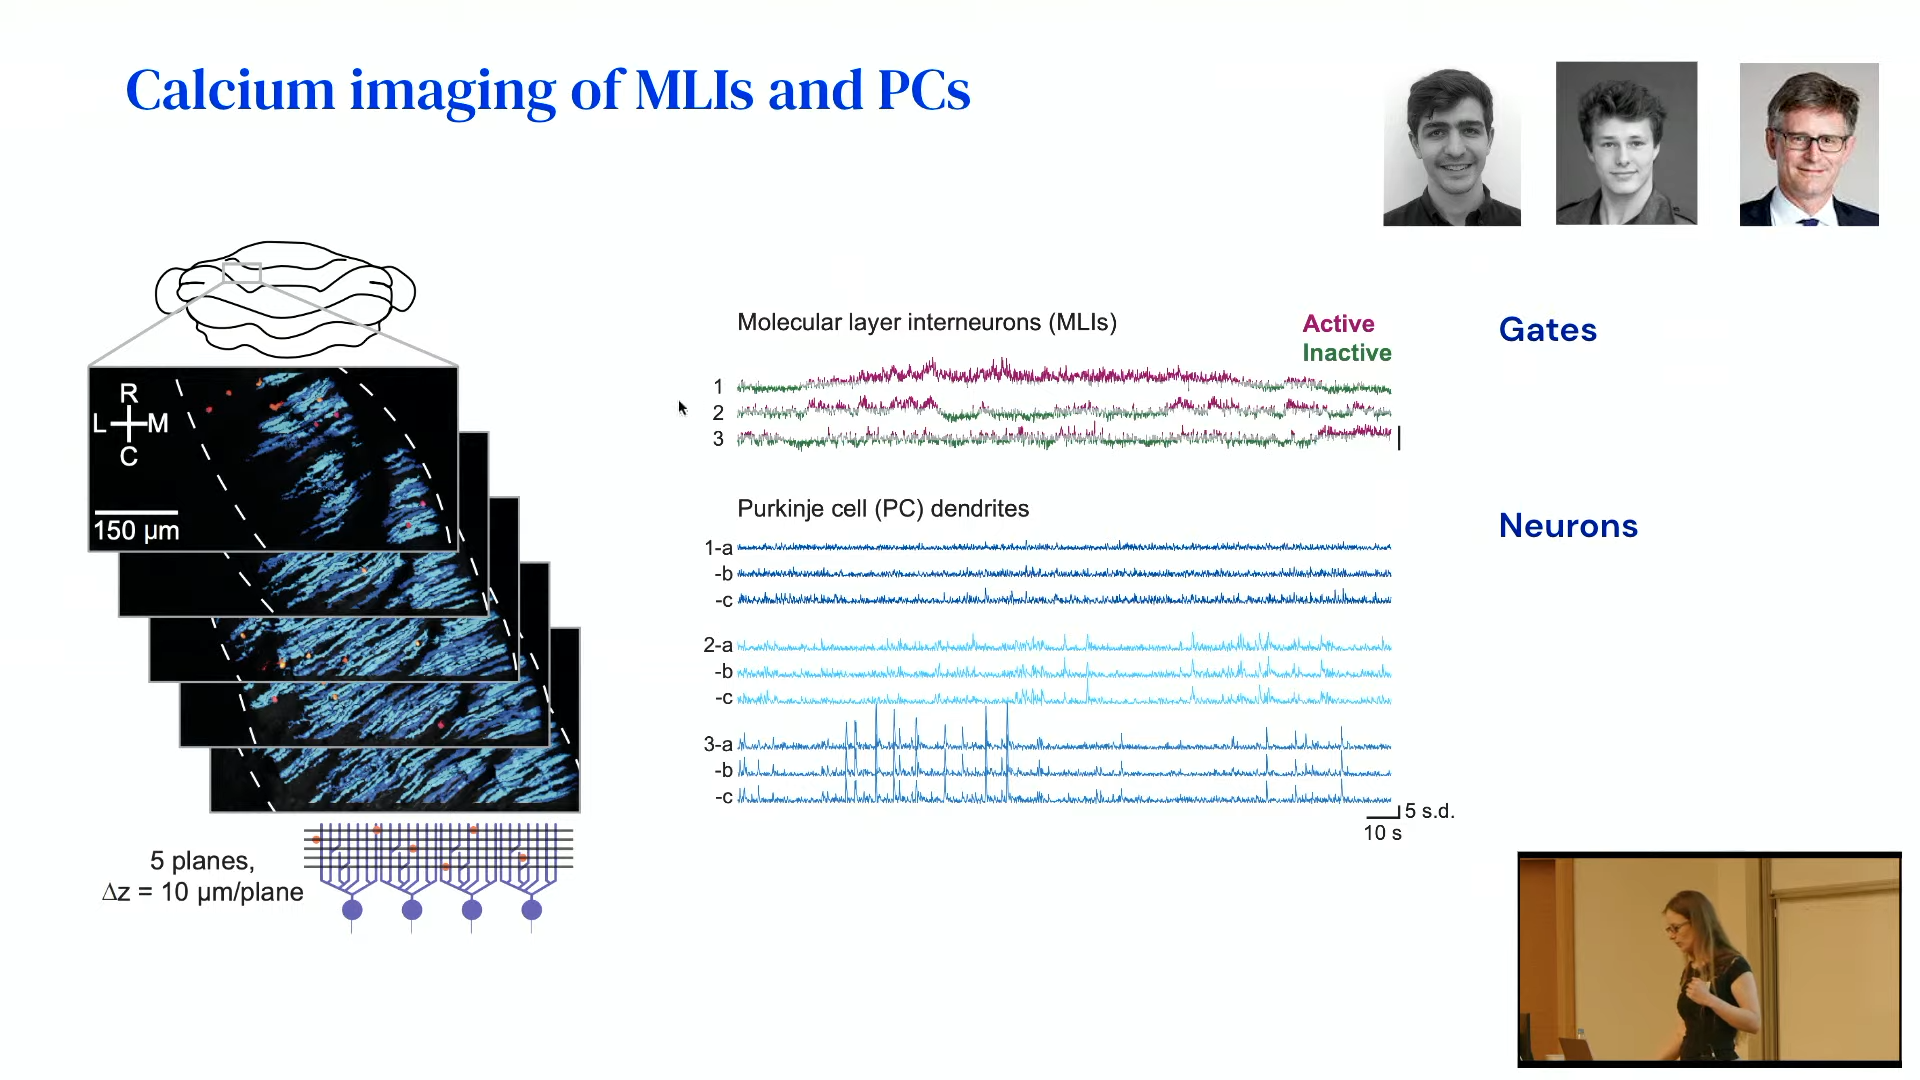 Calcium imaging of MLIs and PCs
R
L M
C
150 µm
5 planes,
Δz = 10 µm/plane
Molecular layer interneurons (MLIs)
Active
Inactive
1
2
3
Purkinje cell (PC) dendrites
1-a
-b
-c
2-a
-b
-c
3-a
-b
-c
5 s.d.
10 s
Gates
Neurons